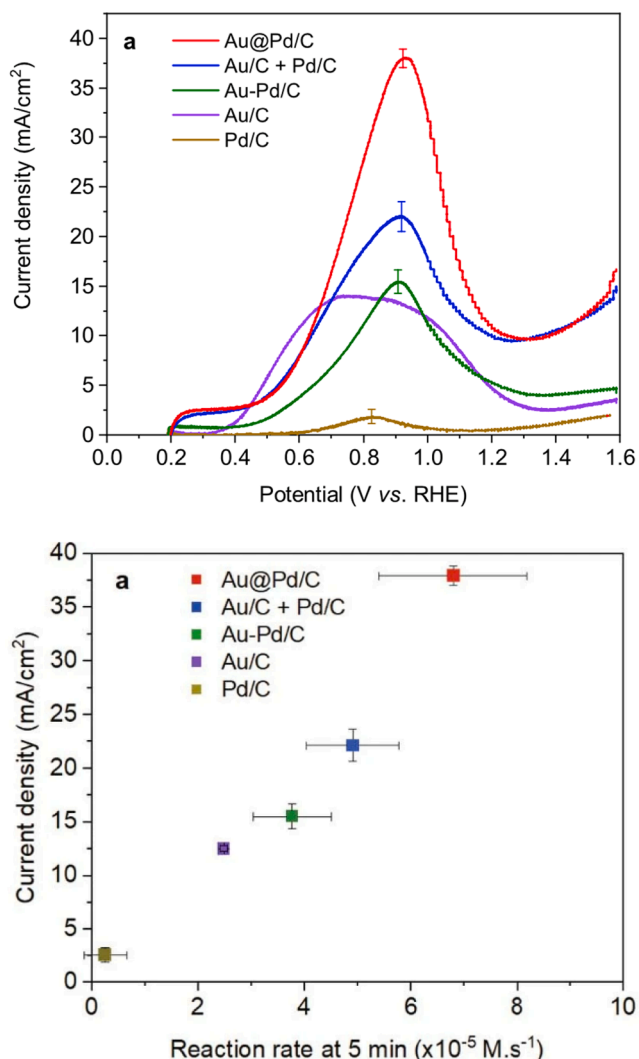 a
Au@Pd/C
Au/C + Pd/C
Au-Pd/C
Au/C
Pd/C
Current density (mA/cm²)
40
35
30
25
20
15
10
5
0
0.0 0.2 0.4 0.6 0.8 1.0 1.2 1.4 1.6
Potential (V vs. RHE)
a
Au@Pd/C
Au/C + Pd/C
Au-Pd/C
Au/C
Pd/C
Current density (mA/cm²)
40
35
30
25
20
15
10
5
0
0 2 4 6 8 10
Reaction rate at 5 min (x10⁻⁵ M.s⁻¹)